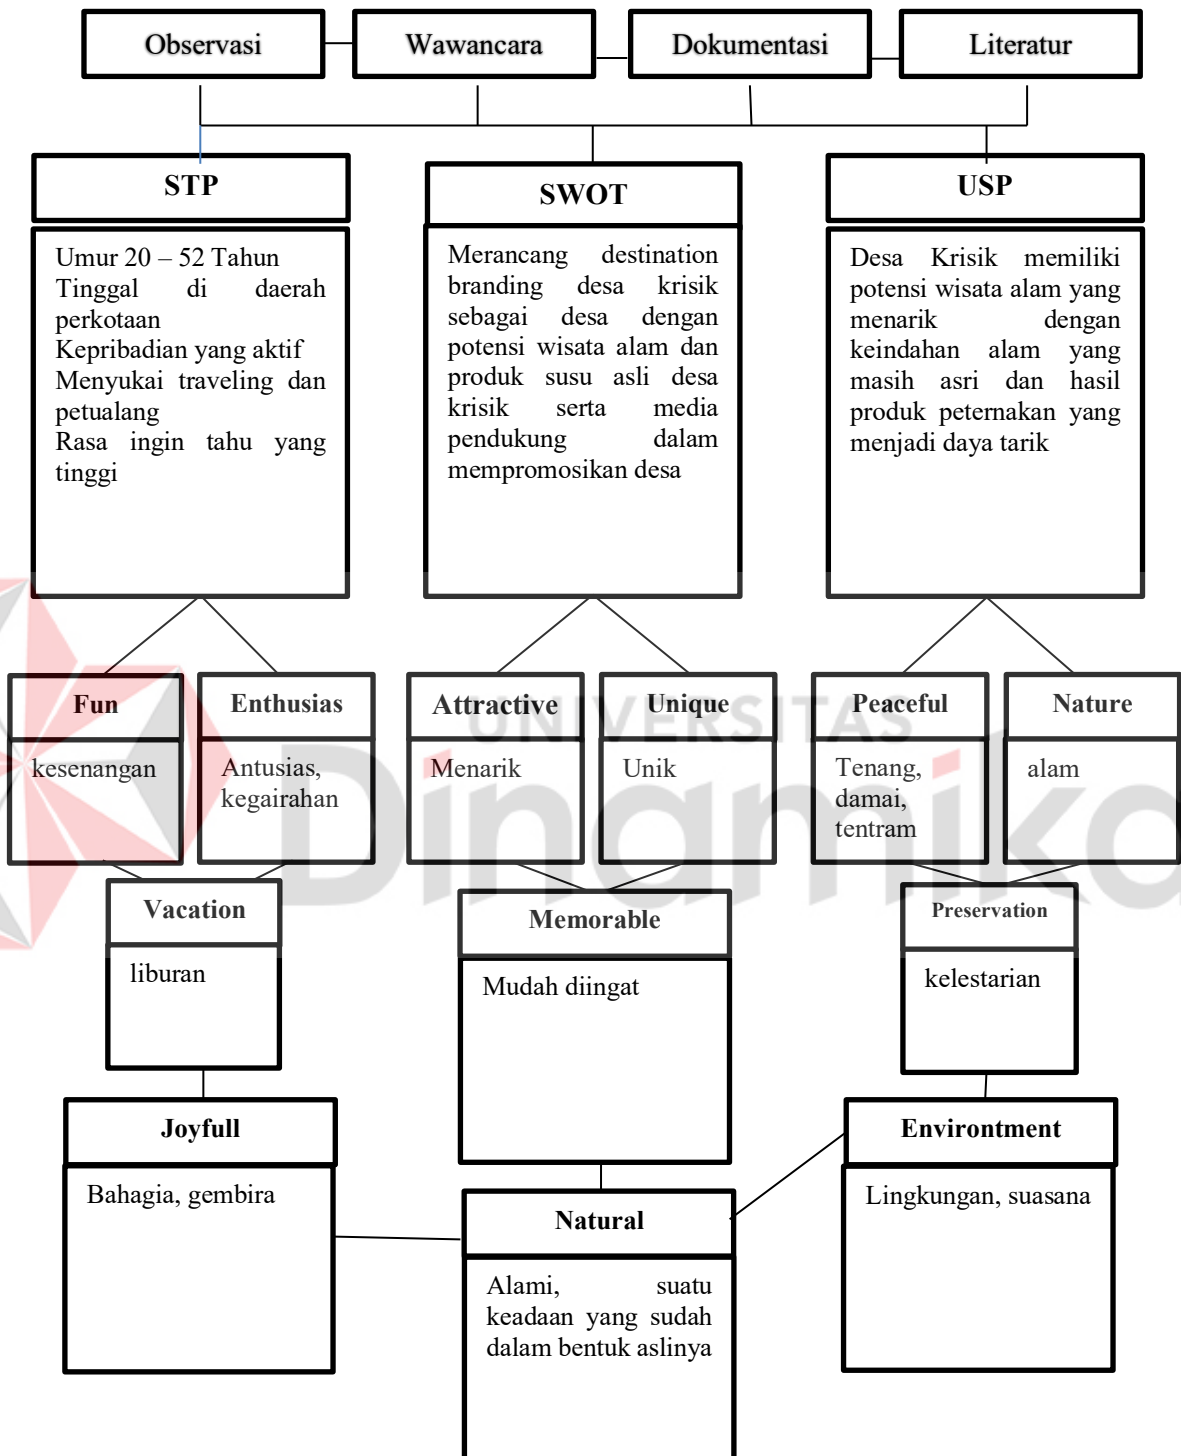 Observasi
Wawancara
Dokumentasi
Literatur
STP
SWOT
USP
Umur 20 – 52 Tahun
Tinggal di daerah
perkotaan
Kepribadian yang aktif
Menyukai traveling dan
petualang
Rasa ingin tahu yang
tinggi
Merancang destination
branding desa krisik
sebagai desa dengan
potensi wisata alam dan
produk susu asli desa
krisik serta media
pendukung dalam
mempromosikan desa
Desa Krisik memiliki
potensi wisata alam yang
menarik dengan
keindahan alam yang
masih asri dan hasil
produk peternakan yang
menjadi daya tarik
Fun
Enthusias
Attractive
Unique
Peaceful
Nature
UNIVERSITAS
Dinamika
kesenangan
Antusias,
kegairahan
Menarik
Unik
Tenang,
damai,
tentram
alam
Vacation
Memorable
Preservation
liburan
Mudah diingat
kelestarian
Joyfull
Natural
Environtment
Bahagia, gembira
Alami, suatu
keadaan yang sudah
dalam bentuk aslinya
Lingkungan, suasana